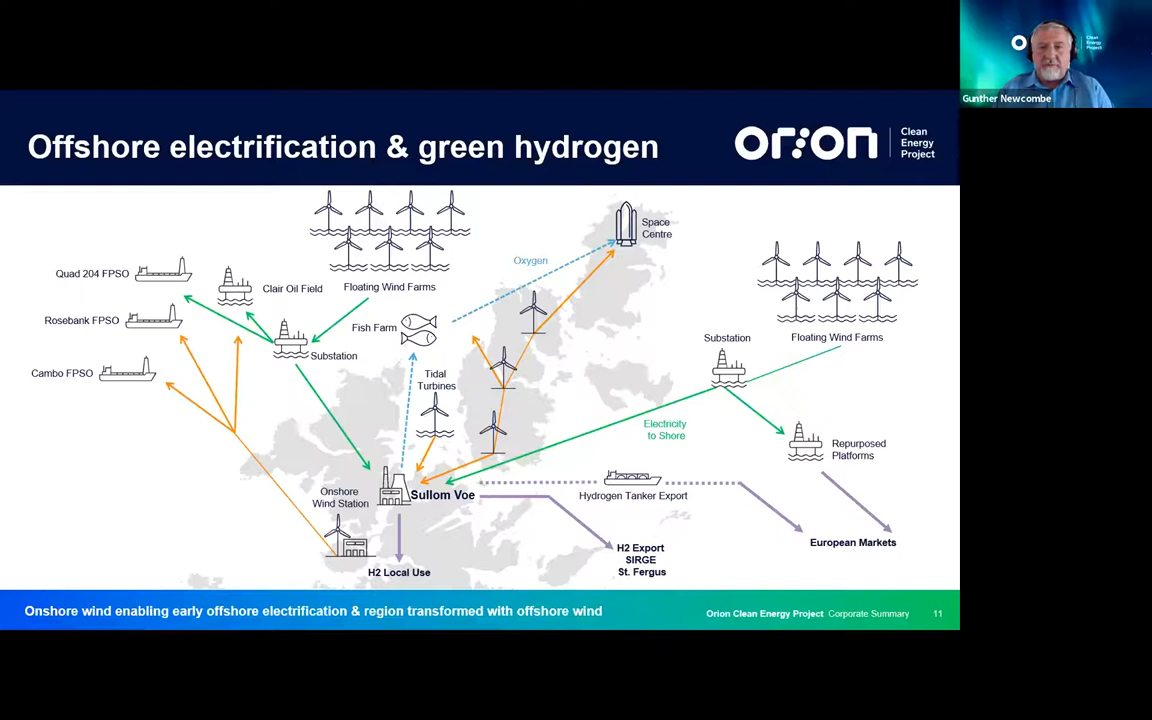 Clean
Energy
Project
Gunther Newcombe
Offshore electrification & green hydrogen
orion
Clean
Energy
Project
Space
Centre
Oxygen
Quad 204 FPSO
Clair Oil Field
Floating Wind Farms
Rosebank FPSO
Fish Farm
Substation
Substation
Floating Wind Farms
Cambo FPSO
Tidal
Turbines
Electricity
to Shore
Repurposed
Platforms
Onshore
Wind Station
Sullom Voe
Hydrogen Tanker Export
European Markets
H2 Export
SIRGE
St. Fergus
H2 Local Use
Onshore wind enabling early offshore electrification & region transformed with offshore wind
Orion Clean Energy Project Corporate Summary 11